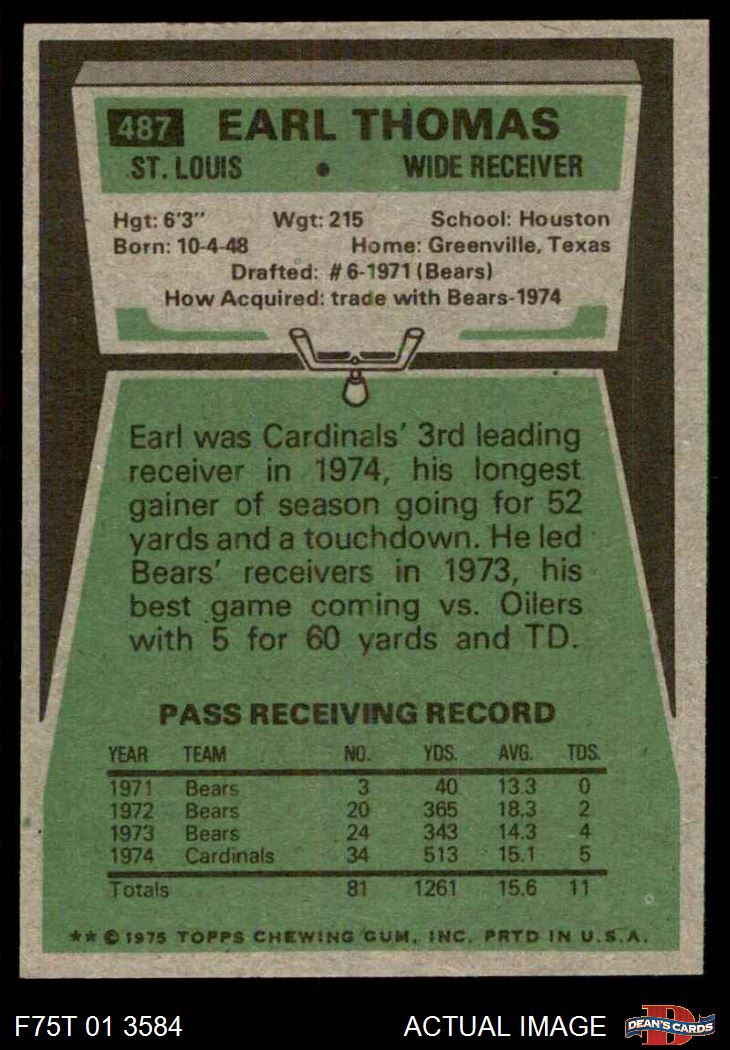 487 EARL THOMAS
ST. LOUIS • WIDE RECEIVER
Hgt: 6'3" Wgt: 215 School: Houston
Born: 10-4-48 Home: Greenville, Texas
Drafted: #6-1971 (Bears)
How Acquired: trade with Bears-1974
Earl was Cardinals' 3rd leading
receiver in 1974, his longest
gainer of season going for 52
yards and a touchdown. He led
Bears' receivers in 1973, his
best game coming vs. Oilers
with 5 for 60 yards and TD.
PASS RECEIVING RECORD
YEAR TEAM NO. YDS. AVG. TDS.
1971 Bears 3 40 13.3 0
1972 Bears 20 365 18.3 2
1973 Bears 24 343 14.3 4
1974 Cardinals 34 513 15.1 5
Totals 81 1261 15.6 11
** © 1975 TOPPS CHEWING GUM, INC. PRTD IN U.S.A.
F75T 01 3584 ACTUAL IMAGE D DEAN'S CARDS